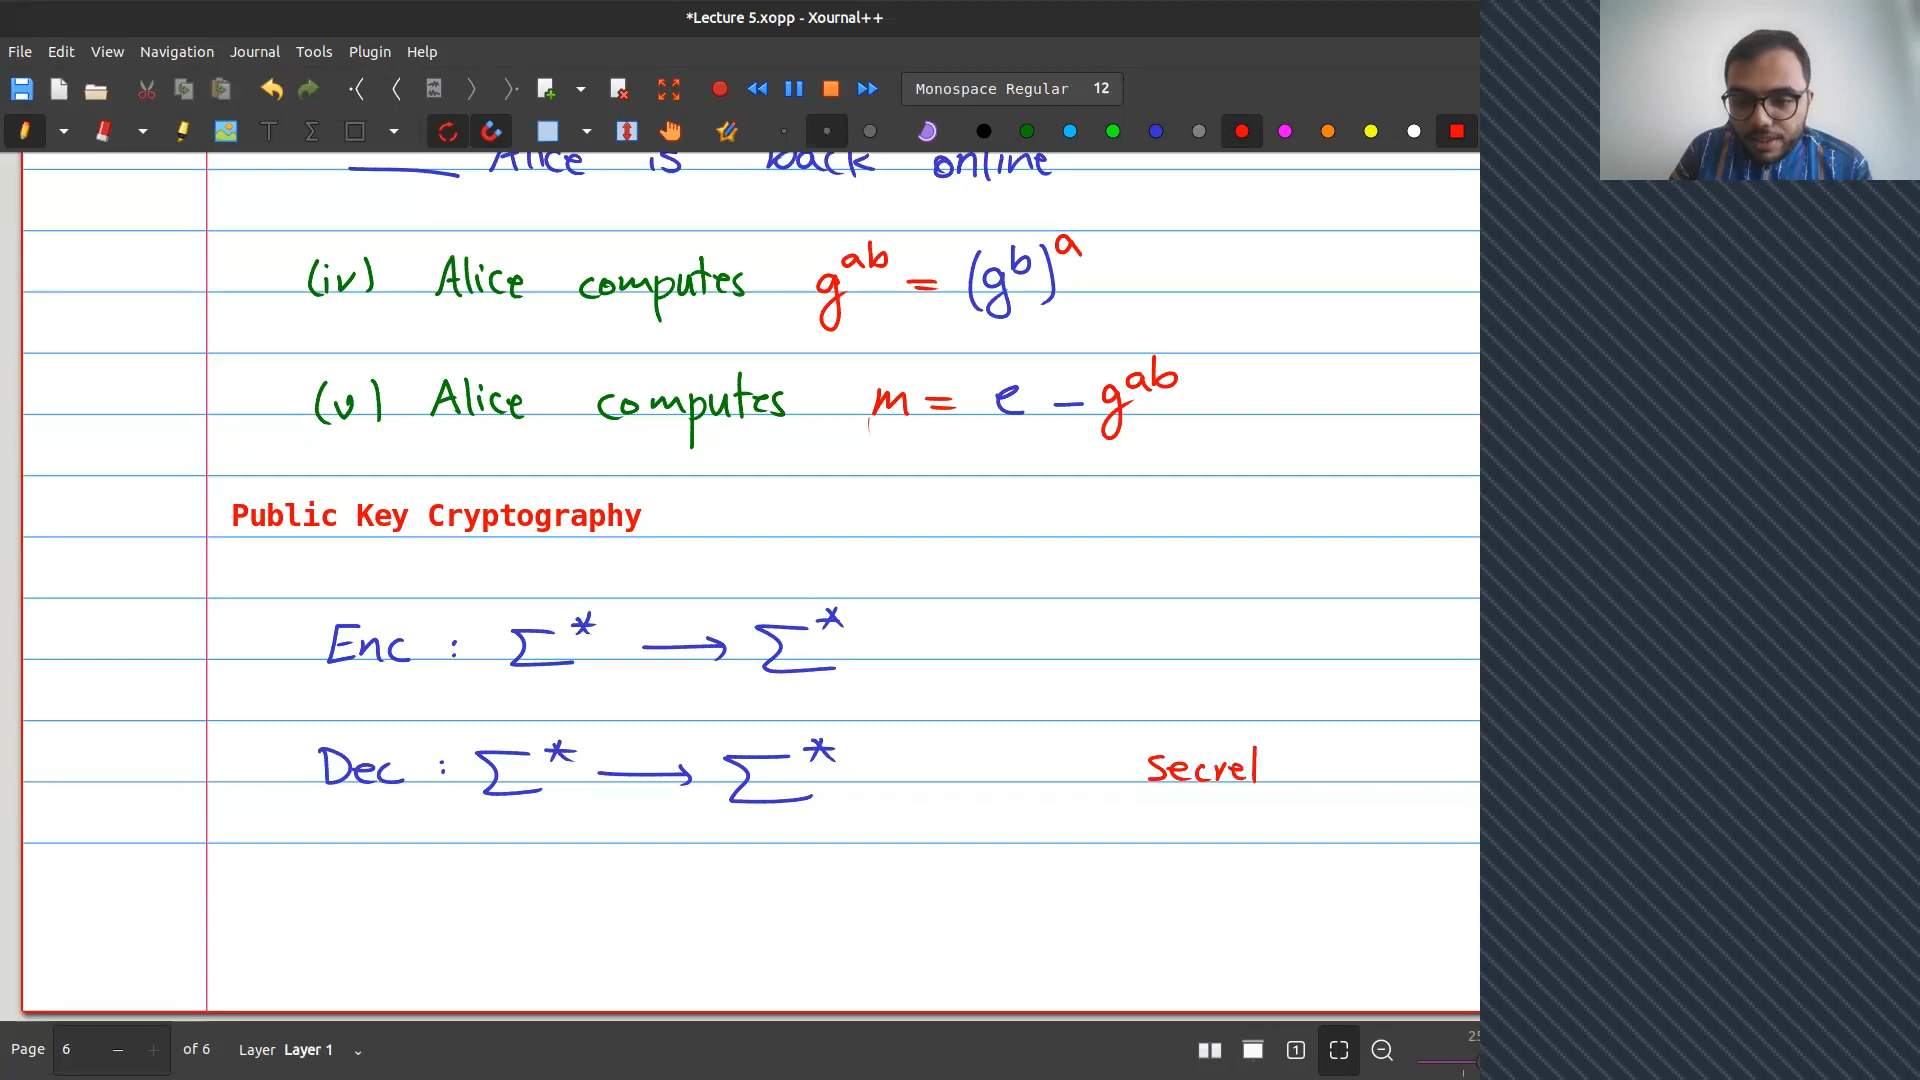 *Lecture 5.xopp - Xournal++
File Edit View Navigation Journal Tools Plugin Help
Monospace Regular 12
Alice is back online
(iv) Alice computes g^ab = (g^b)^a
(v) Alice computes m = e - g^ab
Public Key Cryptography
Enc : Σ* → Σ*
Dec : Σ* → Σ* secret
Page 6 of 6 Layer Layer 1